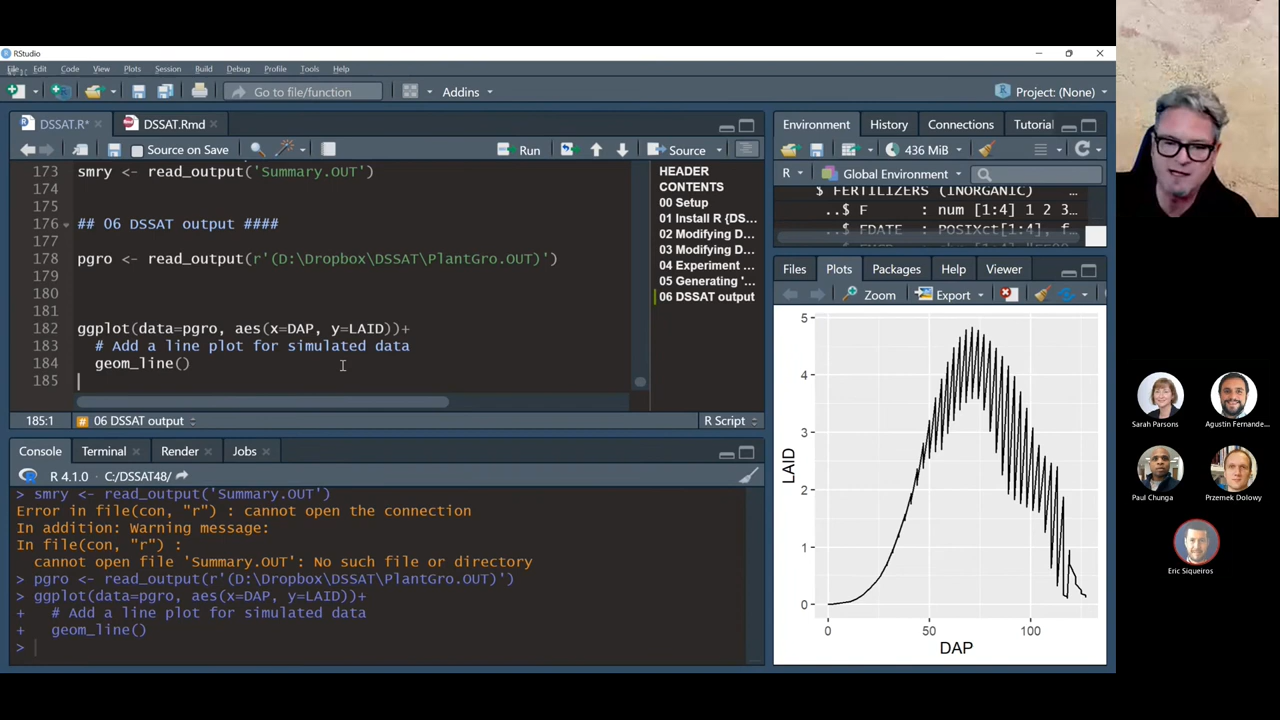 RStudio
File Edit Code View Plots Session Build Debug Profile Tools Help
Go to file/function
Addins
Project: (None)
DSSAT.R*
DSSAT.Rmd
Source on Save
Run
Source
173 smry <- read_output('Summary.OUT')
174
175
176 ## 06 DSSAT output ####
177
178 pgro <- read_output(r'(D:\Dropbox\DSSAT\PlantGro.OUT)')
179
180
181
182 ggplot(data=pgro, aes(x=DAP, y=LAID))+
183 # Add a line plot for simulated data
184 geom_line()
185
HEADER
CONTENTS
00 Setup
01 Install R {DS...
02 Modifying D...
03 Modifying D...
04 Experiment ...
05 Generating '...
06 DSSAT output
185:1
06 DSSAT output
R Script
Console
Terminal
Render
Jobs
R 4.1.0 · C:/DSSAT48/
> smry <- read_output('Summary.OUT')
Error in file(con, "r") : cannot open the connection
In addition: Warning message:
In file(con, "r") :
cannot open file 'Summary.OUT': No such file or directory
> pgro <- read_output(r'(D:\Dropbox\DSSAT\PlantGro.OUT)')
> ggplot(data=pgro, aes(x=DAP, y=LAID))+
+ # Add a line plot for simulated data
+ geom_line()
>
Environment
History
Connections
Tutorial
436 MiB
R
Global Environment
$ FERTILIZERS (INORGANIC) ...
..$ F : num [1:4] 1 2 3...
..$ FDATE : POSIXct[1:4], f...
Files
Plots
Packages
Help
Viewer
Zoom
Export
5
4
3
2
1
0
LAID
0
50
100
DAP
Sarah Parsons
Agustin Fernande...
Paul Chunga
Przemek Dolowy
Eric Siqueiros